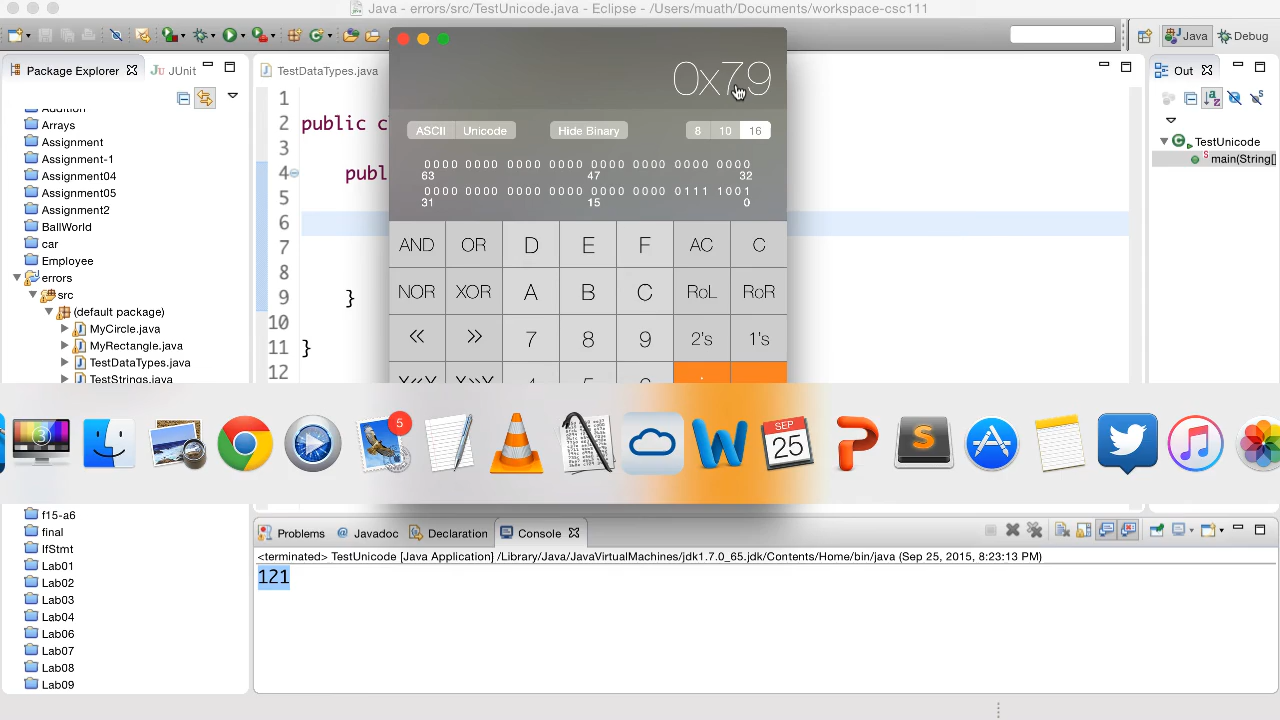 Java - errors/src/TestUnicode.java - Eclipse - /Users/muath/Documents/workspace-csc111
Java
Debug
Package Explorer
JUnit
Addition
Arrays
Assignment
Assignment-1
Assignment04
Assignment05
Assignment2
BallWorld
car
Employee
errors
src
(default package)
MyCircle.java
MyRectangle.java
TestDataTypes.java
TestStrings.java
f15-a6
final
IfStmt
Lab01
Lab02
Lab03
Lab04
Lab06
Lab07
Lab08
Lab09
TestDataTypes.java
1
2 public c
3
4 publ
5
6
7
8
9 }
10
11 }
12
0x79
ASCII Unicode
Hide Binary
8 10 16
0000 0000 0000 0000 0000 0000 0000 0000
63 47 32
0000 0000 0000 0000 0000 0000 0111 1001
31 15 0
AND OR D E F AC C
NOR XOR A B C RoL RoR
« » 7 8 9 2's 1's
Out
TestUnicode
main(String[]
3
5
W
SEP
25
P
S
Problems
@ Javadoc
Declaration
Console
<terminated> TestUnicode [Java Application] /Library/Java/JavaVirtualMachines/jdk1.7.0_65.jdk/Contents/Home/bin/java (Sep 25, 2015, 8:23:13 PM)
121